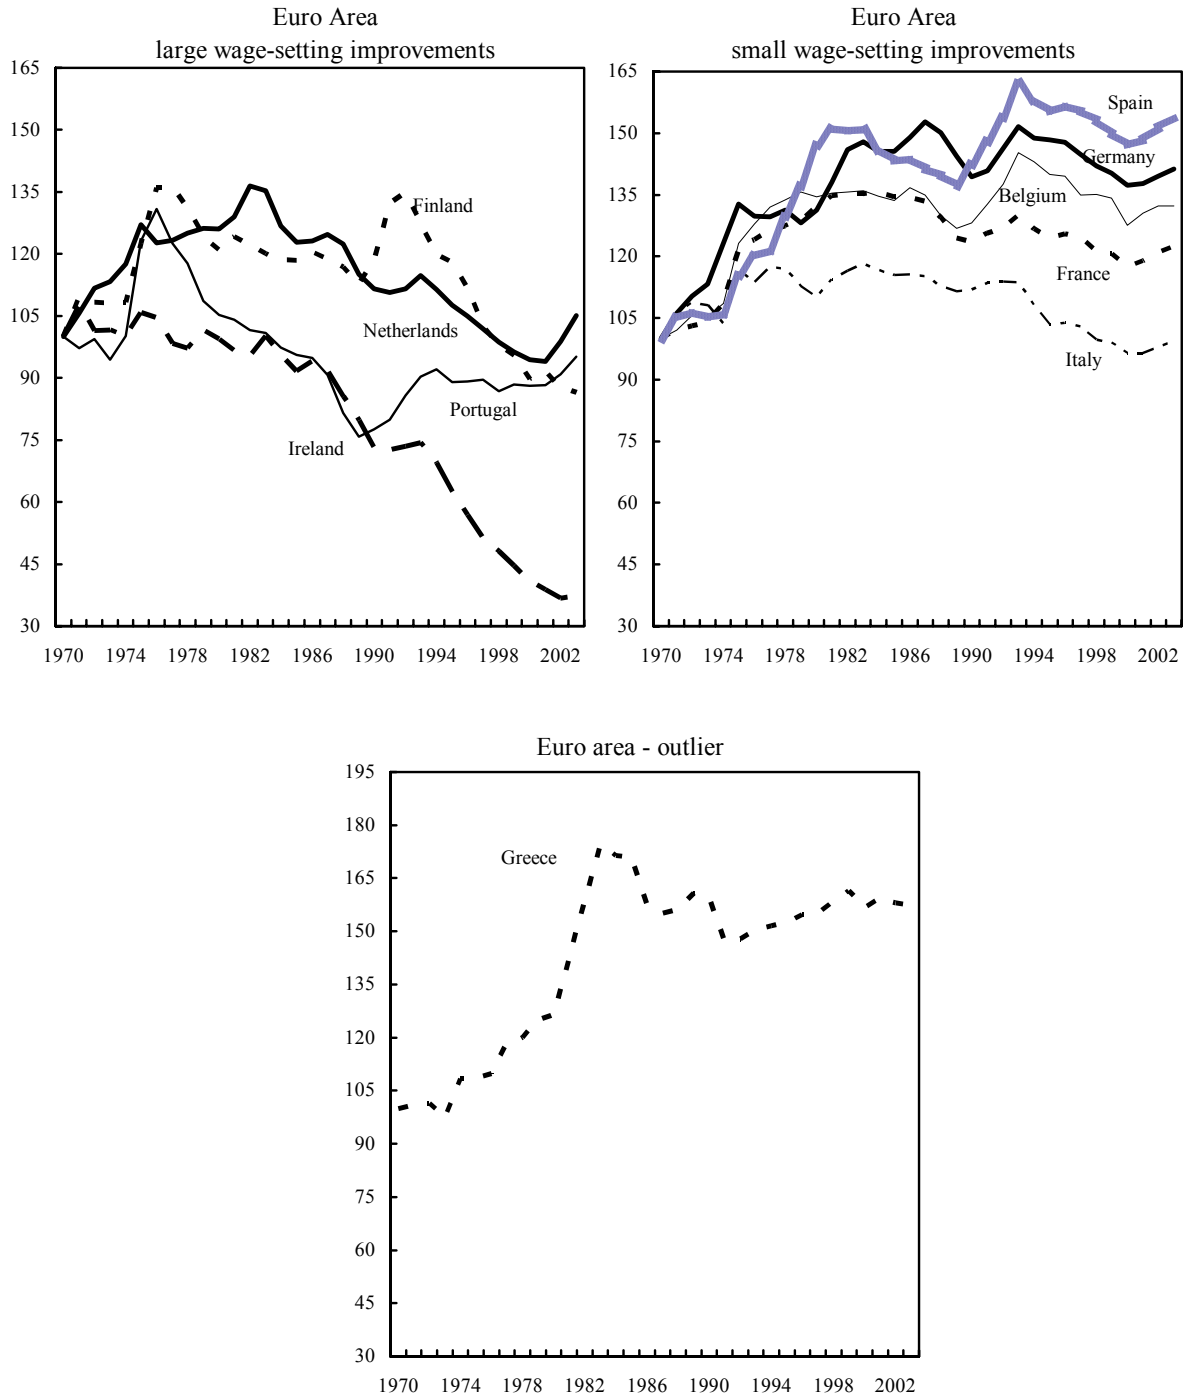 Euro Area
large wage-setting improvements
165
150
135
120
105
90
75
60
45
30
Finland
Netherlands
Portugal
Ireland
1970 1974 1978 1982 1986 1990 1994 1998 2002
Euro Area
small wage-setting improvements
165
150
135
120
105
90
75
60
45
30
Spain
Germany
Belgium
France
Italy
1970 1974 1978 1982 1986 1990 1994 1998 2002
Euro area - outlier
195
180
165
150
135
120
105
90
75
60
45
30
Greece
1970 1974 1978 1982 1986 1990 1994 1998 2002